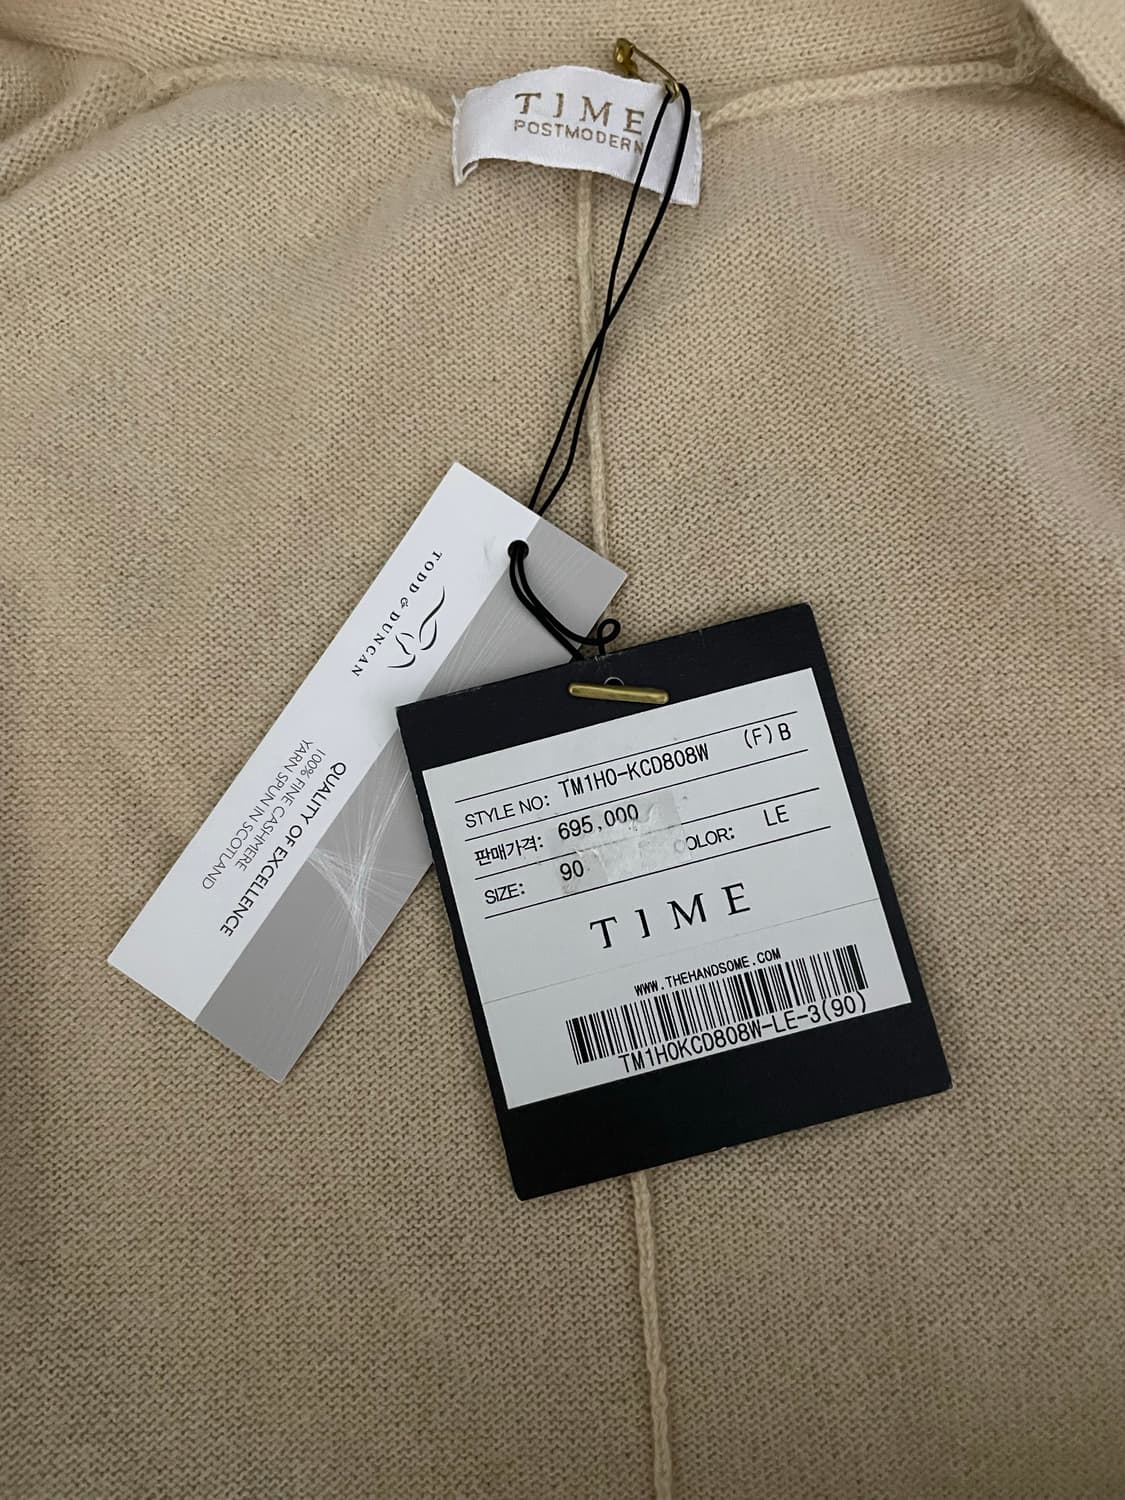 TIME
POSTMODERN
TODD & DUNCAN
QUALITY OF EXCELLENCE
100% FINE CASHMERE
YARN SPUN IN SCOTLAND
STYLE NO: TM1H0-KCD808W (F)B
판매가격: 695,000
SIZE: 90 COLOR: LE
TIME
WWW.THEHANDSOME.COM
TM1H0KCD808W-LE-3(90)